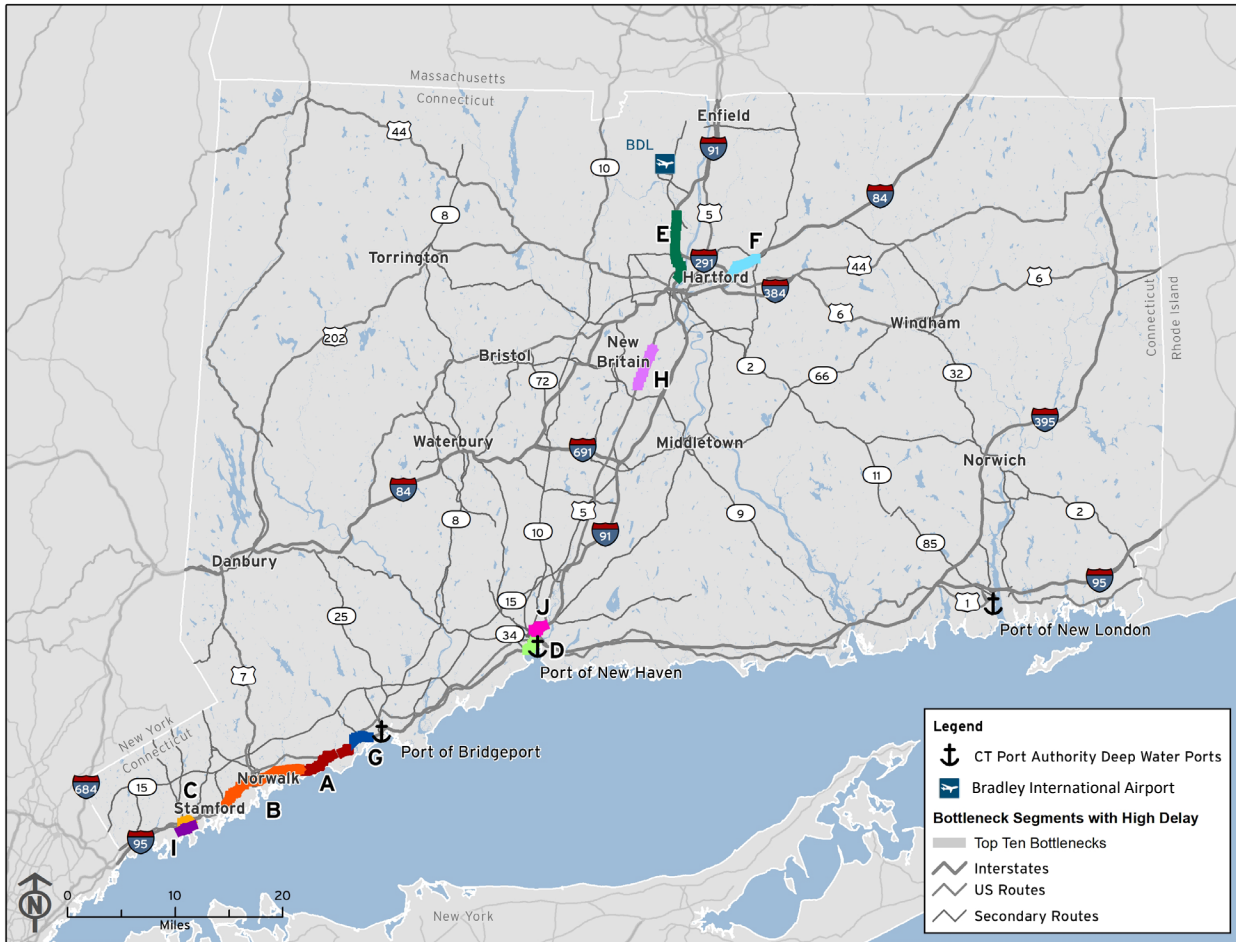 Massachusetts
Connecticut
Enfield
44
91
BDL
10
84
8
5
E
F
Torrington
291
Hartford
44
6
384
Connecticut
Rhode Island
202
6
Windham
New
Britain
Bristol
2
H
72
66
32
395
Waterbury
691
Middletown
Norwich
84
11
8
5
9
2
10
91
85
Danbury
95
15
1
25
J
34
D
Port of New London
Port of New Haven
7
New York
Connecticut
G
Port of Bridgeport
Norwalk
A
684
15
C
Stamford
B
95
I
N
0
10
20
Miles
New York
Legend
CT Port Authority Deep Water Ports
Bradley International Airport
Bottleneck Segments with High Delay
Top Ten Bottlenecks
Interstates
US Routes
Secondary Routes